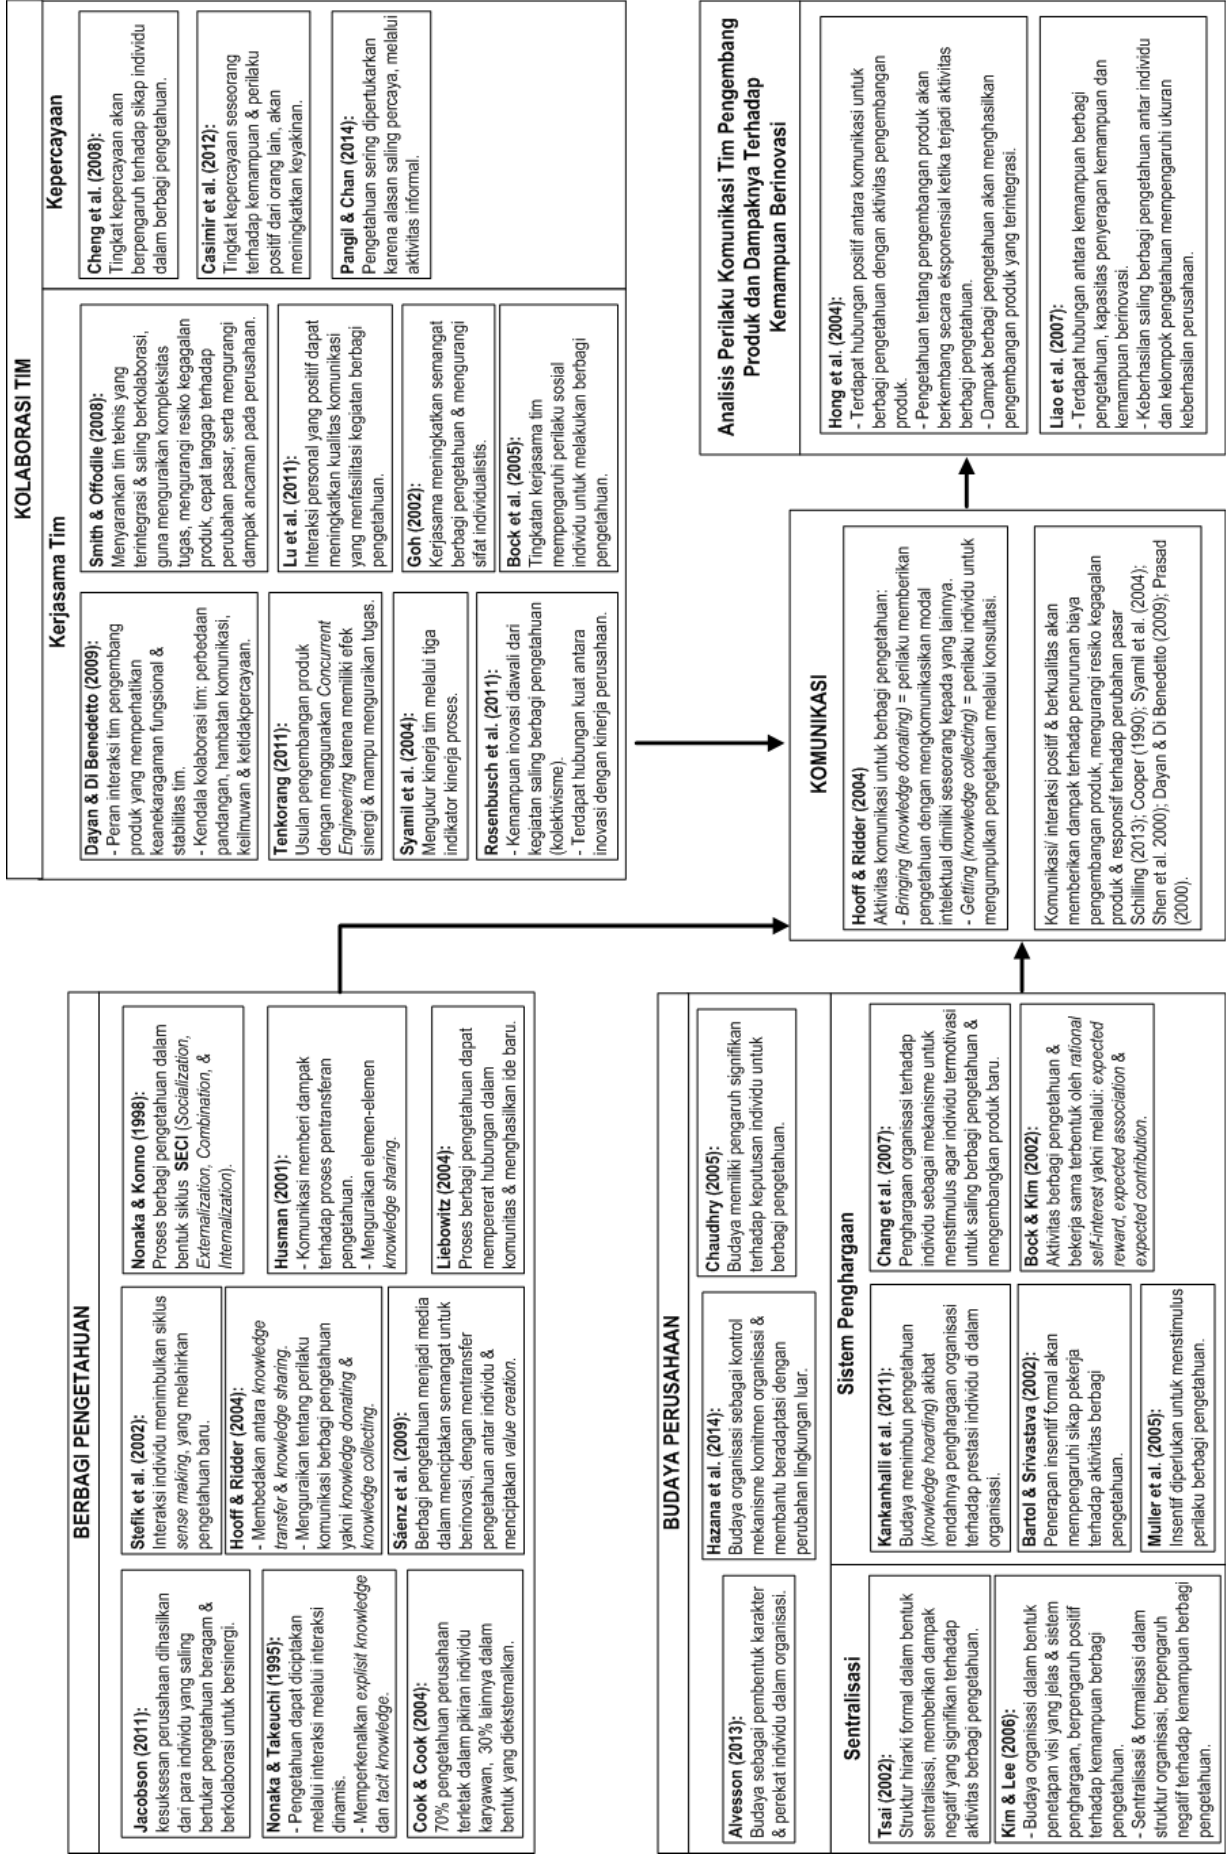 BERBAGI PENGETAHUAN
Jacobson (2011):
kesuksesan perusahaan dihasilkan
dari para individu yang saling
bertukar pengetahuan beragam &
berkolaborasi untuk bersinergi.
Nonaka & Takeuchi (1995):
- Pengetahuan dapat diciptakan
melalui interaksi melalui interaksi
dinamis.
- Memperkenalkan explisit knowledge
dan tacit knowledge.
Cook & Cook (2004):
70% pengetahuan perusahaan
terletak dalam pikiran individu
karyawan, 30% lainnya dalam
bentuk yang dieksternalkan.
Stefik et al. (2002):
Interaksi individu menimbulkan siklus
sense making, yang melahirkan
pengetahuan baru.
Hooff & Ridder (2004):
- Membedakan antara knowledge
transfer & knowledge sharing.
- Menguraikan tentang perilaku
komunikasi berbagi pengetahuan
yakni knowledge donating &
knowledge collecting.
Sáenz et al. (2009):
Berbagi pengetahuan menjadi media
dalam menciptakan semangat untuk
berinovasi, dengan mentransfer
pengetahuan antar individu &
menciptakan value creation.
Nonaka & Konno (1998):
Proses berbagi pengetahuan dalam
bentuk siklus SECI (Socialization,
Externalization, Combination, &
Internalization).
Husman (2001):
- Komunikasi memberi dampak
terhadap proses pentransferan
pengetahuan.
- Menguraikan elemen-elemen
knowledge sharing.
Liebowitz (2004):
Proses berbagi pengetahuan dapat
mempererat hubungan dalam
komunitas & menghasilkan ide baru.
KOLABORASI TIM
Kerjasama Tim
Dayan & Di Benedetto (2009):
- Peran interaksi tim pengembang
produk yang memperhatikan
keanekaragaman fungsional &
stabilitas tim.
- Kendala kolaborasi tim: perbedaan
pandangan, hambatan komunikasi,
keilmuwan & ketidakpercayaan.
Tenkorang (2011):
Usulan pengembangan produk
dengan menggunakan Concurrent
Engineering karena memiliki efek
sinergi & mampu menguraikan tugas.
Syamil et al. (2004):
Mengukur kinerja tim melalui tiga
indikator kinerja proses.
Rosenbusch et al. (2011):
- Kemampuan inovasi diawali dari
kegiatan saling berbagi pengetahuan
(kolektivisme).
- Terdapat hubungan kuat antara
inovasi dengan kinerja perusahaan.
Smith & Offodile (2008):
Menyarankan tim teknis yang
terintegrasi & saling berkolaborasi,
guna menguraikan kompleksitas
tugas, mengurangi resiko kegagalan
produk, cepat tanggap terhadap
perubahan pasar, serta mengurangi
dampak ancaman pada perusahaan.
Lu et al. (2011):
Interaksi personal yang positif dapat
meningkatkan kualitas komunikasi
yang menfasilitasi kegiatan berbagi
pengetahuan.
Goh (2002):
Kerjasama meningkatkan semangat
berbagi pengetahuan & mengurangi
sifat individualistis.
Bock et al. (2005):
Tingkatan kerjasama tim
mempengaruhi perilaku sosial
individu untuk melakukan berbagi
pengetahuan.
Kepercayaan
Cheng et al. (2008):
Tingkat kepercayaan akan
berpengaruh terhadap sikap individu
dalam berbagi pengetahuan.
Casimir et al. (2012):
Tingkat kepercayaan seseorang
terhadap kemampuan & perilaku
positif dari orang lain, akan
meningkatkan keyakinan.
Pangil & Chan (2014):
Pengetahuan sering dipertukarkan
karena alasan saling percaya, melalui
aktivitas informal.
BUDAYA PERUSAHAAN
Alvesson (2013):
Budaya sebagai pembentuk karakter
& perekat individu dalam organisasi.
Hazana et al. (2014):
Budaya organisasi sebagai kontrol
mekanisme komitmen organisasi &
membantu beradaptasi dengan
perubahan lingkungan luar.
Chaudhry (2005):
Budaya memiliki pengaruh signifikan
terhadap keputusan individu untuk
berbagi pengetahuan.
Sentralisasi
Tsai (2002):
Struktur hirarki formal dalam bentuk
sentralisasi, memberikan dampak
negatif yang signifikan terhadap
aktivitas berbagi pengetahuan.
Kim & Lee (2006):
- Budaya organisasi dalam bentuk
penetapan visi yang jelas & sistem
penghargaan, berpengaruh positif
terhadap kemampuan berbagi
pengetahuan.
- Sentralisasi & formalisasi dalam
struktur organisasi, berpengaruh
negatif terhadap kemampuan berbagi
pengetahuan.
Sistem Penghargaan
Kankanhalli et al. (2011):
Budaya menimbun pengetahuan
(knowledge hoarding) akibat
rendahnya penghargaan organisasi
terhadap prestasi individu di dalam
organisasi.
Bartol & Srivastava (2002):
Penerapan insentif formal akan
mempengaruhi sikap pekerja
terhadap aktivitas berbagi
pengetahuan.
Muller et al. (2005):
Insentif diperlukan untuk menstimulus
perilaku berbagi pengetahuan.
Chang et al. (2007):
Penghargaan organisasi terhadap
individu sebagai mekanisme untuk
menstimulus agar individu termotivasi
untuk saling berbagi pengetahuan &
mengembangkan produk baru.
Bock & Kim (2002):
Aktivitas berbagi pengetahuan &
bekerja sama terbentuk oleh rational
self-interest yakni melalui: expected
reward, expected association &
expected contribution.
KOMUNIKASI
Hooff & Ridder (2004)
Aktivitas komunikasi untuk berbagi pengetahuan:
- Bringing (knowledge donating) = perilaku memberikan
pengetahuan dengan mengkomunikasikan modal
intelektual dimiliki seseorang kepada yang lainnya.
- Getting (knowledge collecting) = perilaku individu untuk
mengumpulkan pengetahuan melalui konsultasi.
Komunikasi/ interaksi positif & berkualitas akan
memberikan dampak terhadap penurunan biaya
pengembangan produk, mengurangi resiko kegagalan
produk & responsif terhadap perubahan pasar
Schilling (2013); Cooper (1990); Syamil et al. (2004);
Shen et al. 2000); Dayan & Di Benedetto (2009); Prasad
(2000).
Analisis Perilaku Komunikasi Tim Pengembang
Produk dan Dampaknya Terhadap
Kemampuan Berinovasi
Hong et al. (2004):
- Terdapat hubungan positif antara komunikasi untuk
berbagi pengetahuan dengan aktivitas pengembangan
produk.
- Pengetahuan tentang pengembangan produk akan
berkembang secara eksponensial ketika terjadi aktivitas
berbagi pengetahuan.
- Dampak berbagi pengetahuan akan menghasilkan
pengembangan produk yang terintegrasi.
Liao et al. (2007):
- Terdapat hubungan antara kemampuan berbagi
pengetahuan, kapasitas penyerapan kemampuan dan
kemampuan berinovasi.
- Keberhasilan saling berbagi pengetahuan antar individu
dan kelompok pengetahuan mempengaruhi ukuran
keberhasilan perusahaan.